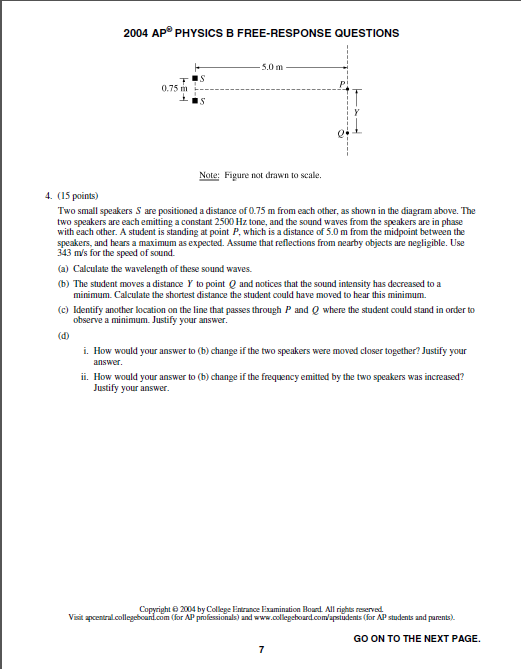 2004 AP® PHYSICS B FREE-RESPONSE QUESTIONS
5.0 m
S
0.75 m
P
S
Y
Q
Note: Figure not drawn to scale.
4. (15 points)
Two small speakers S are positioned a distance of 0.75 m from each other, as shown in the diagram above. The
two speakers are each emitting a constant 2500 Hz tone, and the sound waves from the speakers are in phase
with each other. A student is standing at point P, which is a distance of 5.0 m from the midpoint between the
speakers, and hears a maximum as expected. Assume that reflections from nearby objects are negligible. Use
343 m/s for the speed of sound.
(a) Calculate the wavelength of these sound waves.
(b) The student moves a distance Y to point Q and notices that the sound intensity has decreased to a
minimum. Calculate the shortest distance the student could have moved to hear this minimum.
(c) Identify another location on the line that passes through P and Q where the student could stand in order to
observe a minimum. Justify your answer.
(d)
i. How would your answer to (b) change if the two speakers were moved closer together? Justify your
answer.
ii. How would your answer to (b) change if the frequency emitted by the two speakers was increased?
Justify your answer.
Copyright © 2004 by College Entrance Examination Board. All rights reserved.
Visit apcentral.collegeboard.com (for AP professionals) and www.collegeboard.com/apstudents (for AP students and parents).
GO ON TO THE NEXT PAGE.
7